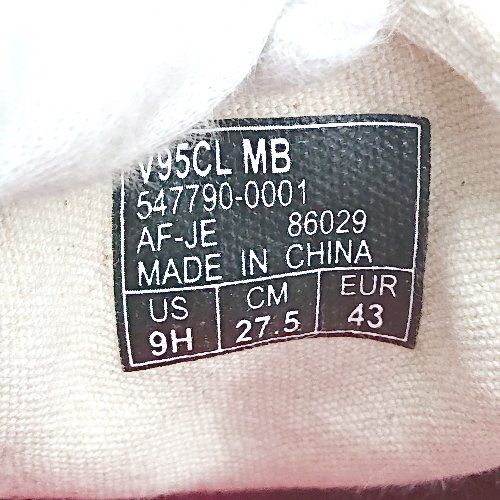 V95CL MB
547790-0001
AF-JE 86029
MADE IN CHINA
US CM EUR
9H 27.5 43